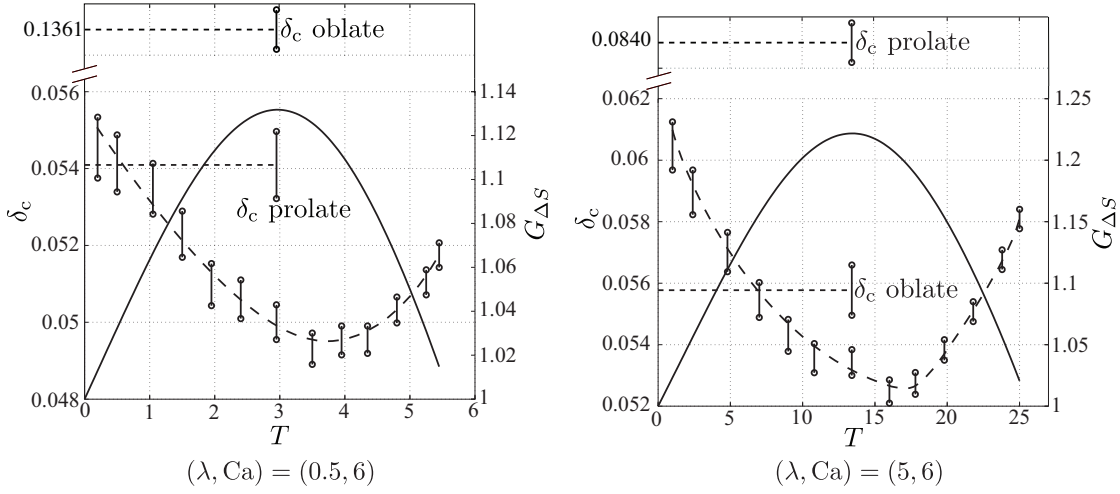 0.1361
δc oblate
0.056
0.054
0.052
0.05
0.048
δc
δc prolate
1.14
1.12
1.1
1.08
1.06
1.04
1.02
1
GΔS
0 1 2 3 4 5 6
T
(λ, Ca) = (0.5, 6)
0.0840
δc prolate
0.062
0.06
0.058
0.056
0.054
0.052
δc
δc oblate
1.25
1.2
1.15
1.1
1.05
1
GΔS
0 5 10 15 20 25
T
(λ, Ca) = (5, 6)